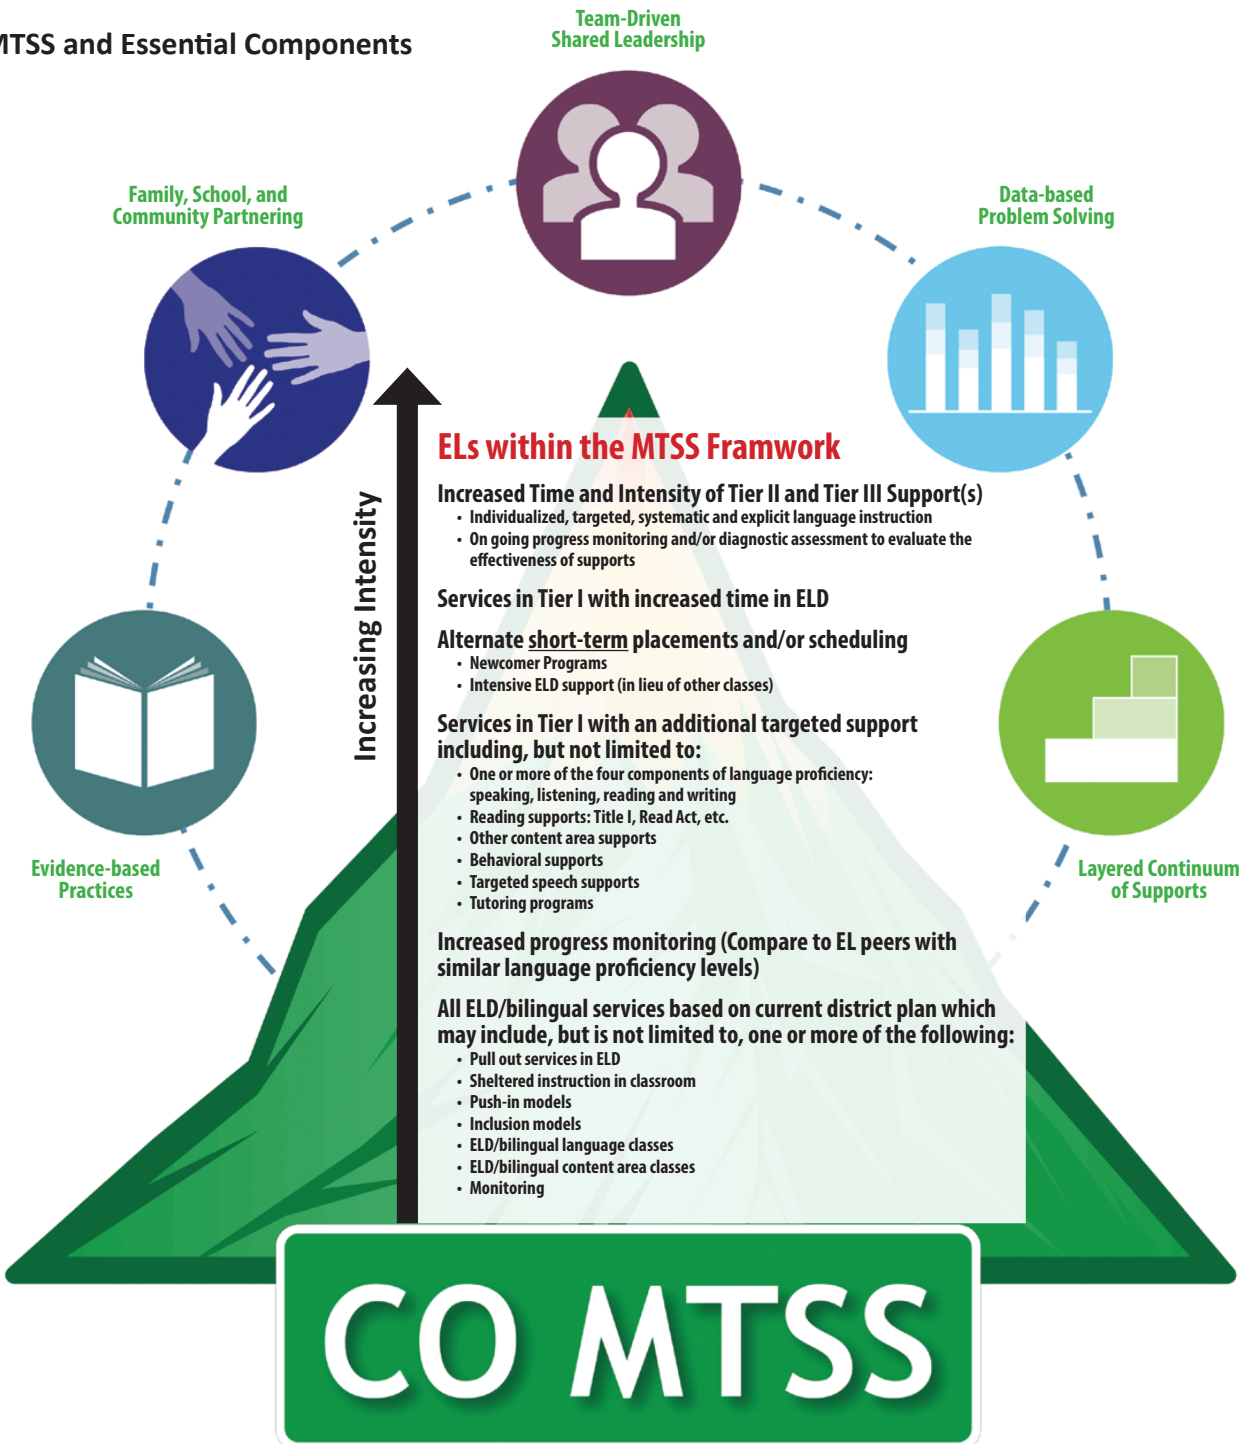 MTSS and Essential Components
Team-Driven
Shared Leadership
Family, School, and
Community Partnering
Data-based
Problem Solving
Increasing Intensity
ELs within the MTSS Framwork
Increased Time and Intensity of Tier II and Tier III Support(s)
• Individualized, targeted, systematic and explicit language instruction
• On going progress monitoring and/or diagnostic assessment to evaluate the
effectiveness of supports
Services in Tier I with increased time in ELD
Alternate short-term placements and/or scheduling
• Newcomer Programs
• Intensive ELD support (in lieu of other classes)
Services in Tier I with an additional targeted support
including, but not limited to:
• One or more of the four components of language proficiency:
speaking, listening, reading and writing
• Reading supports: Title I, Read Act, etc.
• Other content area supports
• Behavioral supports
• Targeted speech supports
• Tutoring programs
Evidence-based
Practices
Layered Continuum
of Supports
Increased progress monitoring (Compare to EL peers with
similar language proficiency levels)
All ELD/bilingual services based on current district plan which
may include, but is not limited to, one or more of the following:
• Pull out services in ELD
• Sheltered instruction in classroom
• Push-in models
• Inclusion models
• ELD/bilingual language classes
• ELD/bilingual content area classes
• Monitoring
CO MTSS